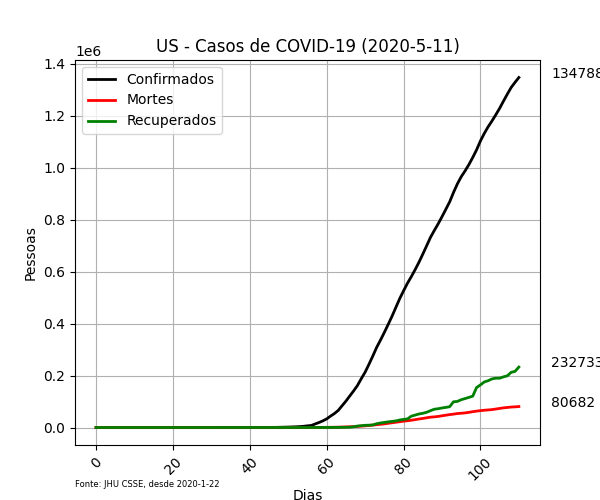 US - Casos de COVID-19 (2020-5-11)
1e6
Confirmados
Mortes
Recuperados
134788
232733
80682
1.4
1.2
1.0
0.8
0.6
0.4
0.2
0.0
Pessoas
0 20 40 60 80 100
Fonte: JHU CSSE, desde 2020-1-22
Dias